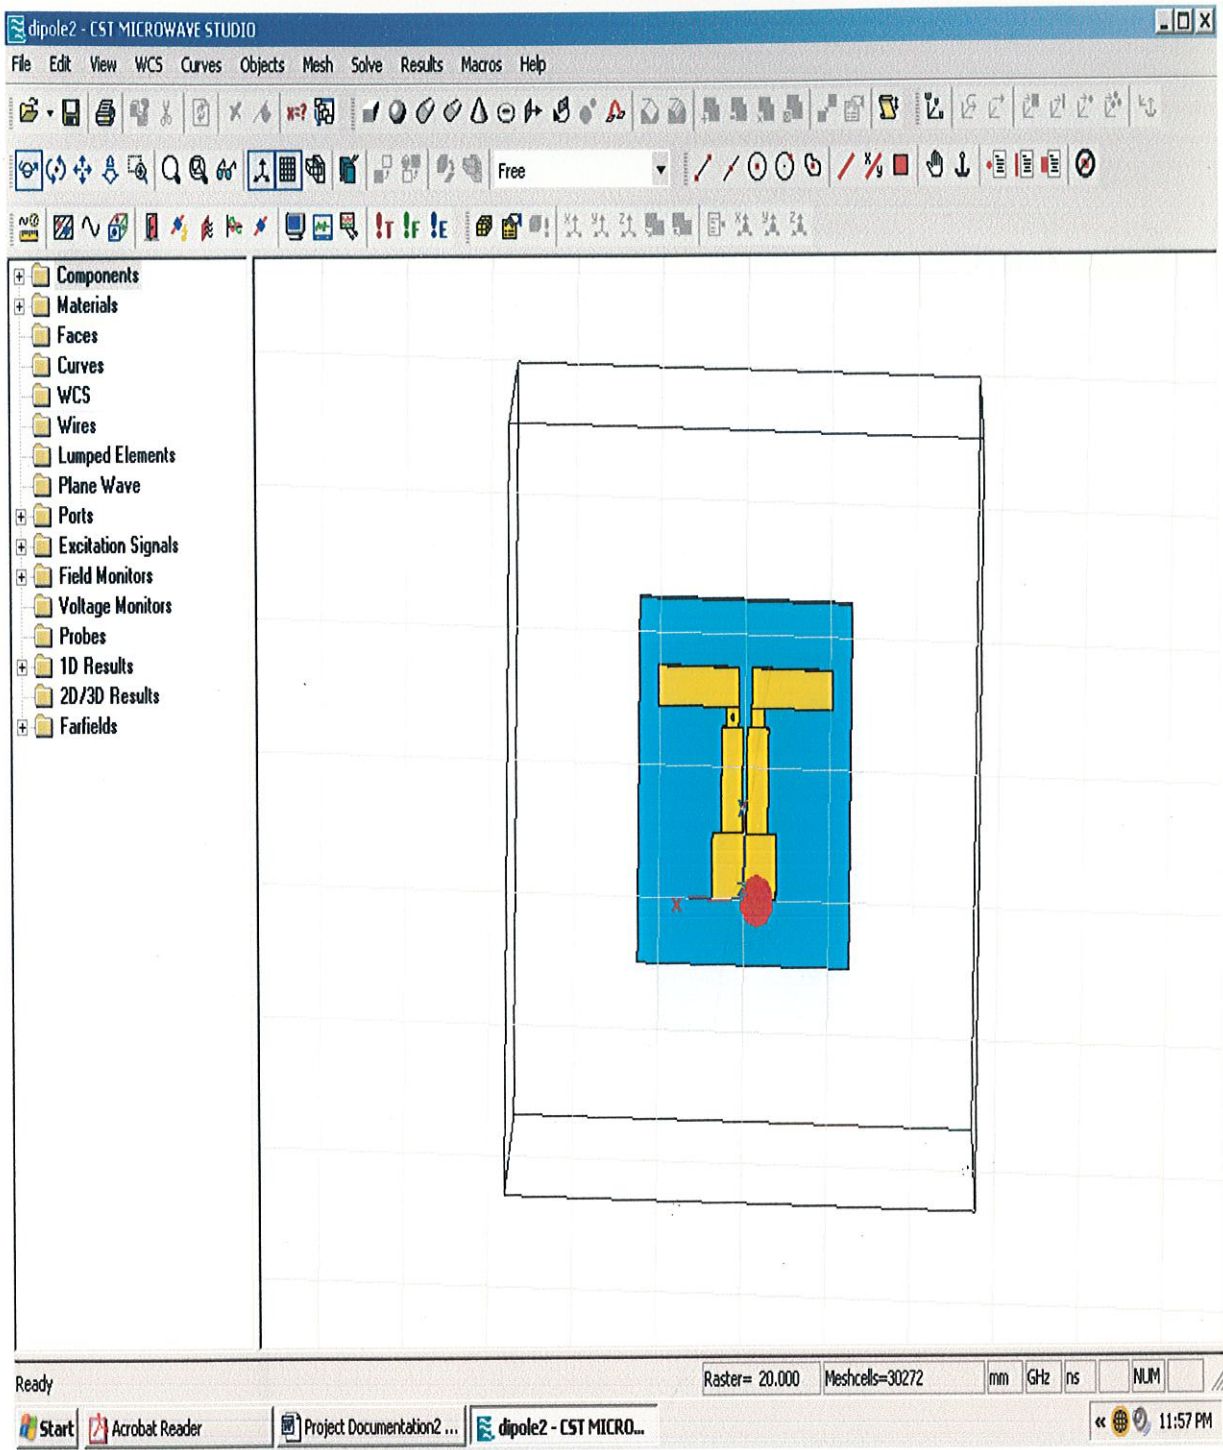 dipole2 - CST MICROWAVE STUDIO
File Edit View WCS Curves Objects Mesh Solve Results Macros Help
x=?
Free
x/y
!T !F !E
Components
Materials
Faces
Curves
WCS
Wires
Lumped Elements
Plane Wave
Ports
Excitation Signals
Field Monitors
Voltage Monitors
Probes
1D Results
2D/3D Results
Farfields
X
Ready Raster= 20.000 Meshcells=30272 mm GHz ns NUM
Start Acrobat Reader Project Documentation2 ... dipole2 - CST MICRO... « 11:57 PM